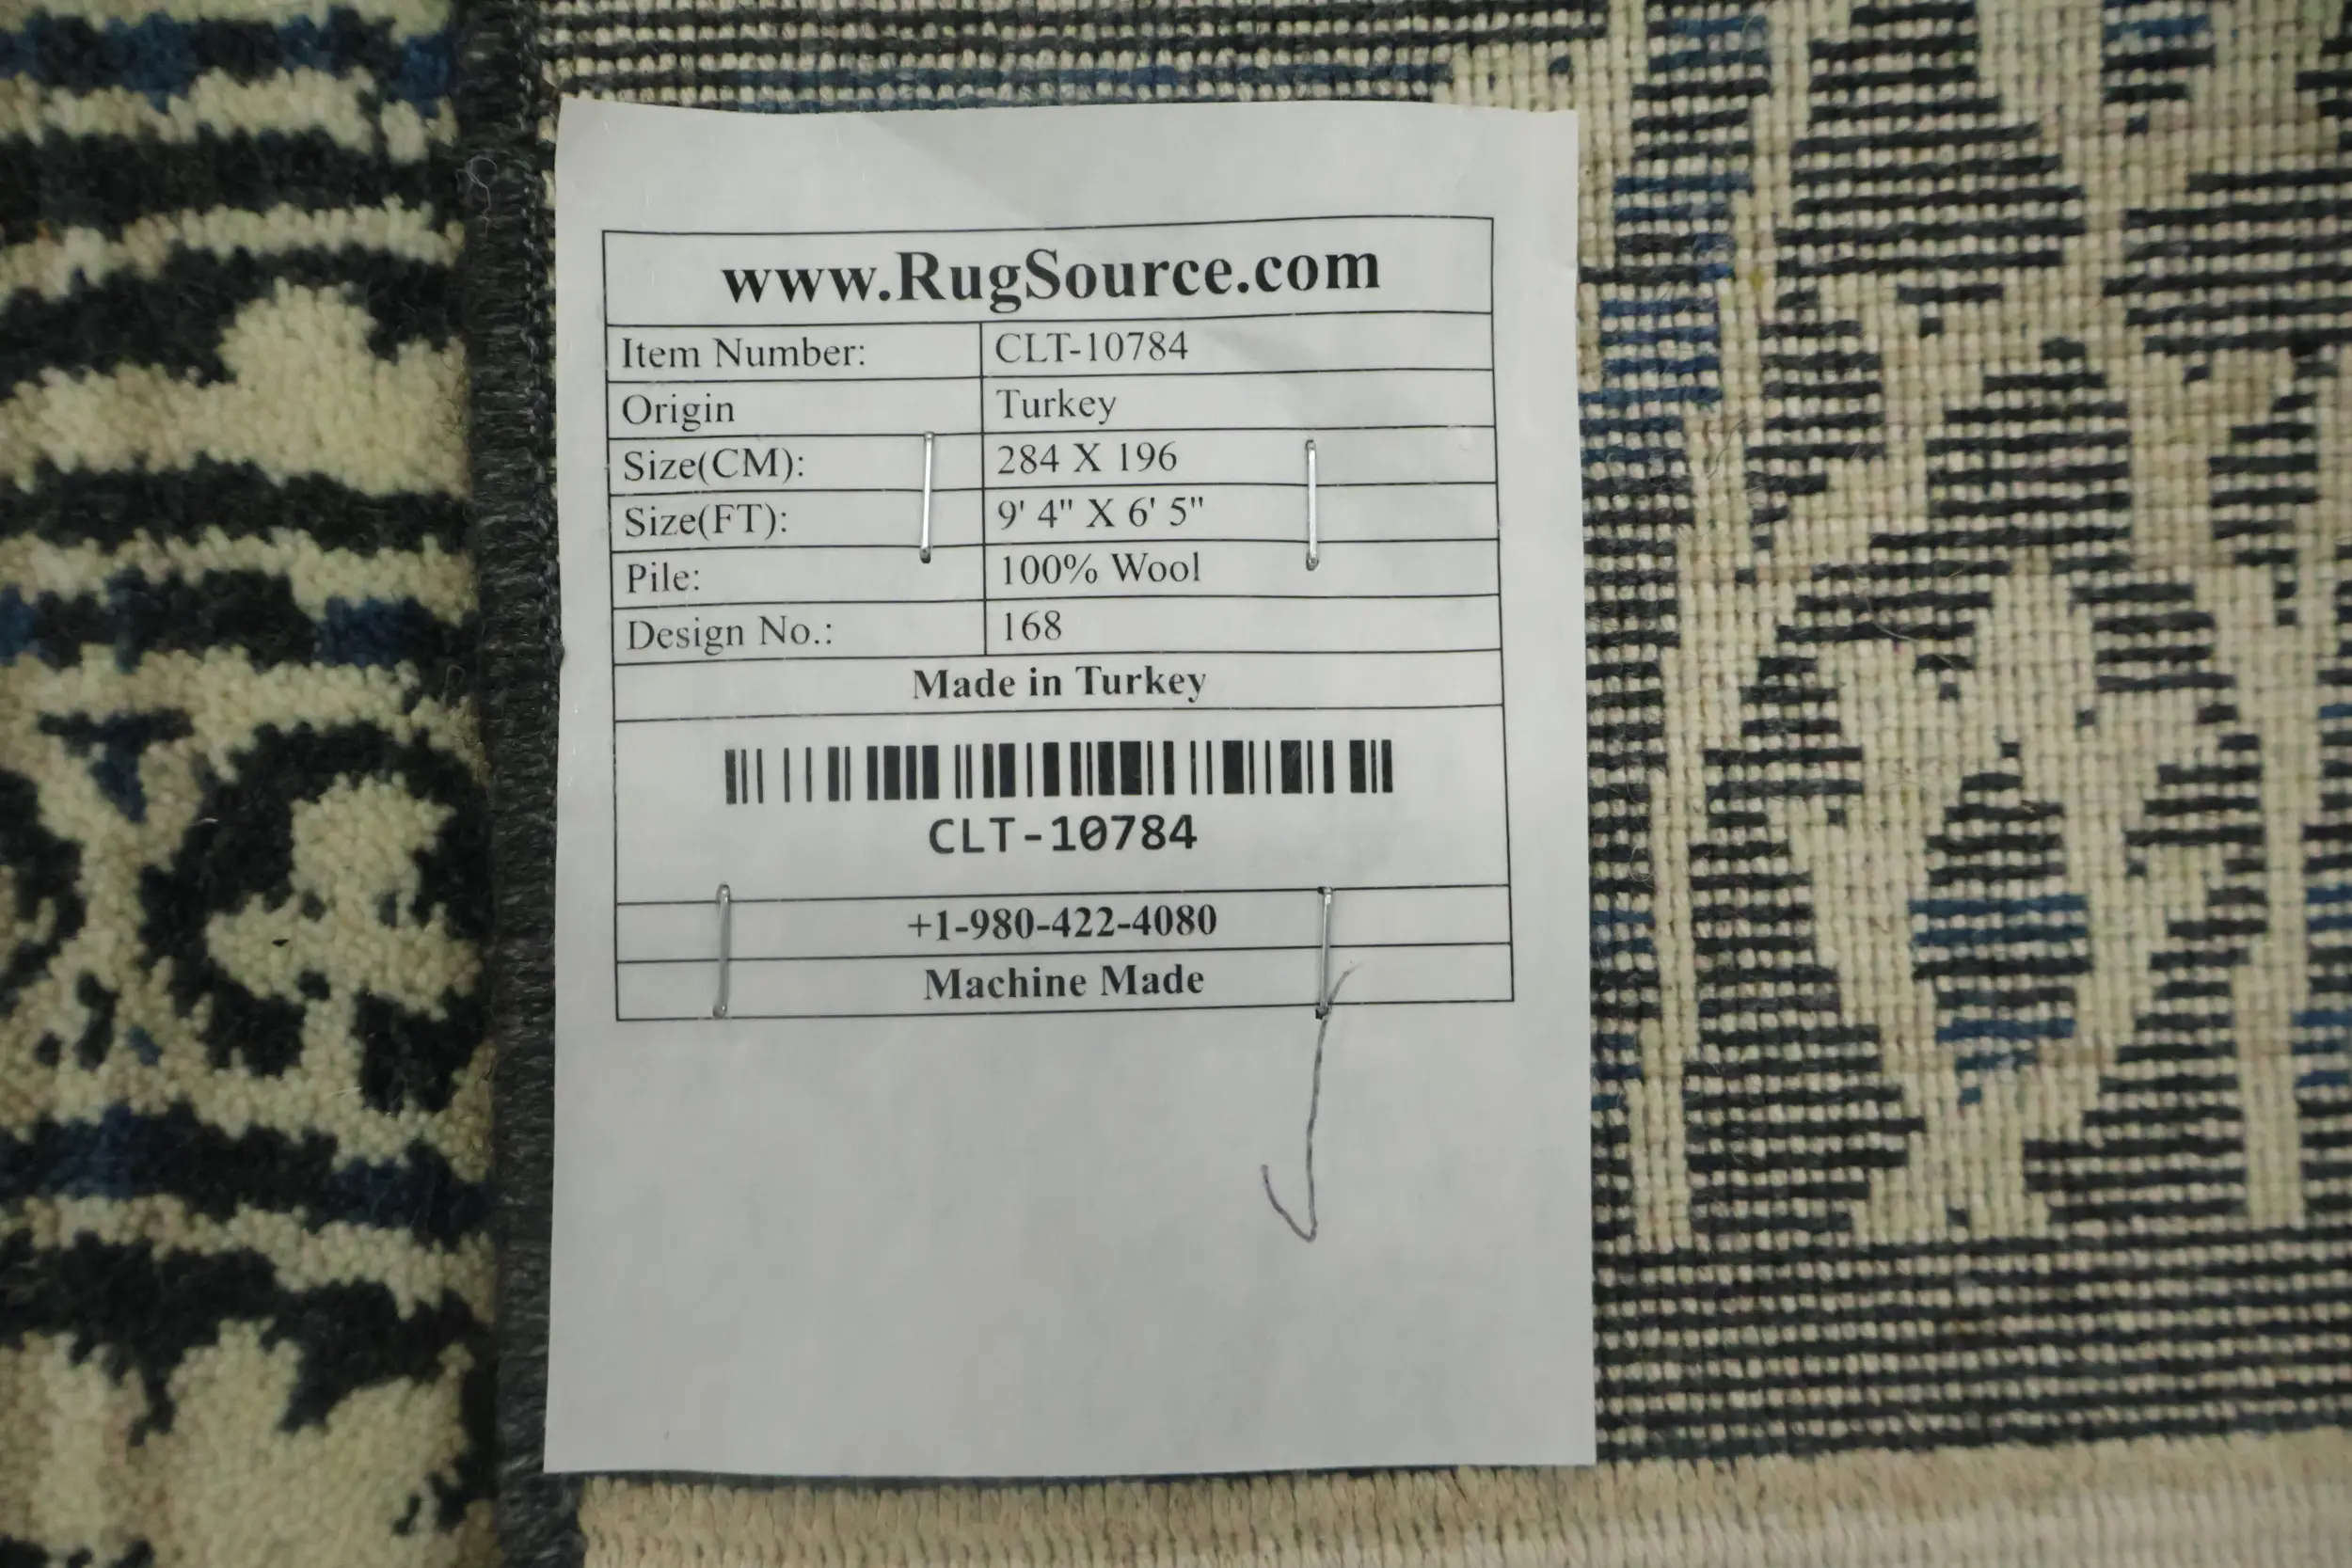 www.RugSource.com
Item Number: CLT-10784
Origin Turkey
Size(CM): 284 X 196
Size(FT): 9' 4" X 6' 5"
Pile: 100% Wool
Design No.: 168
Made in Turkey
CLT-10784
+1-980-422-4080
Machine Made